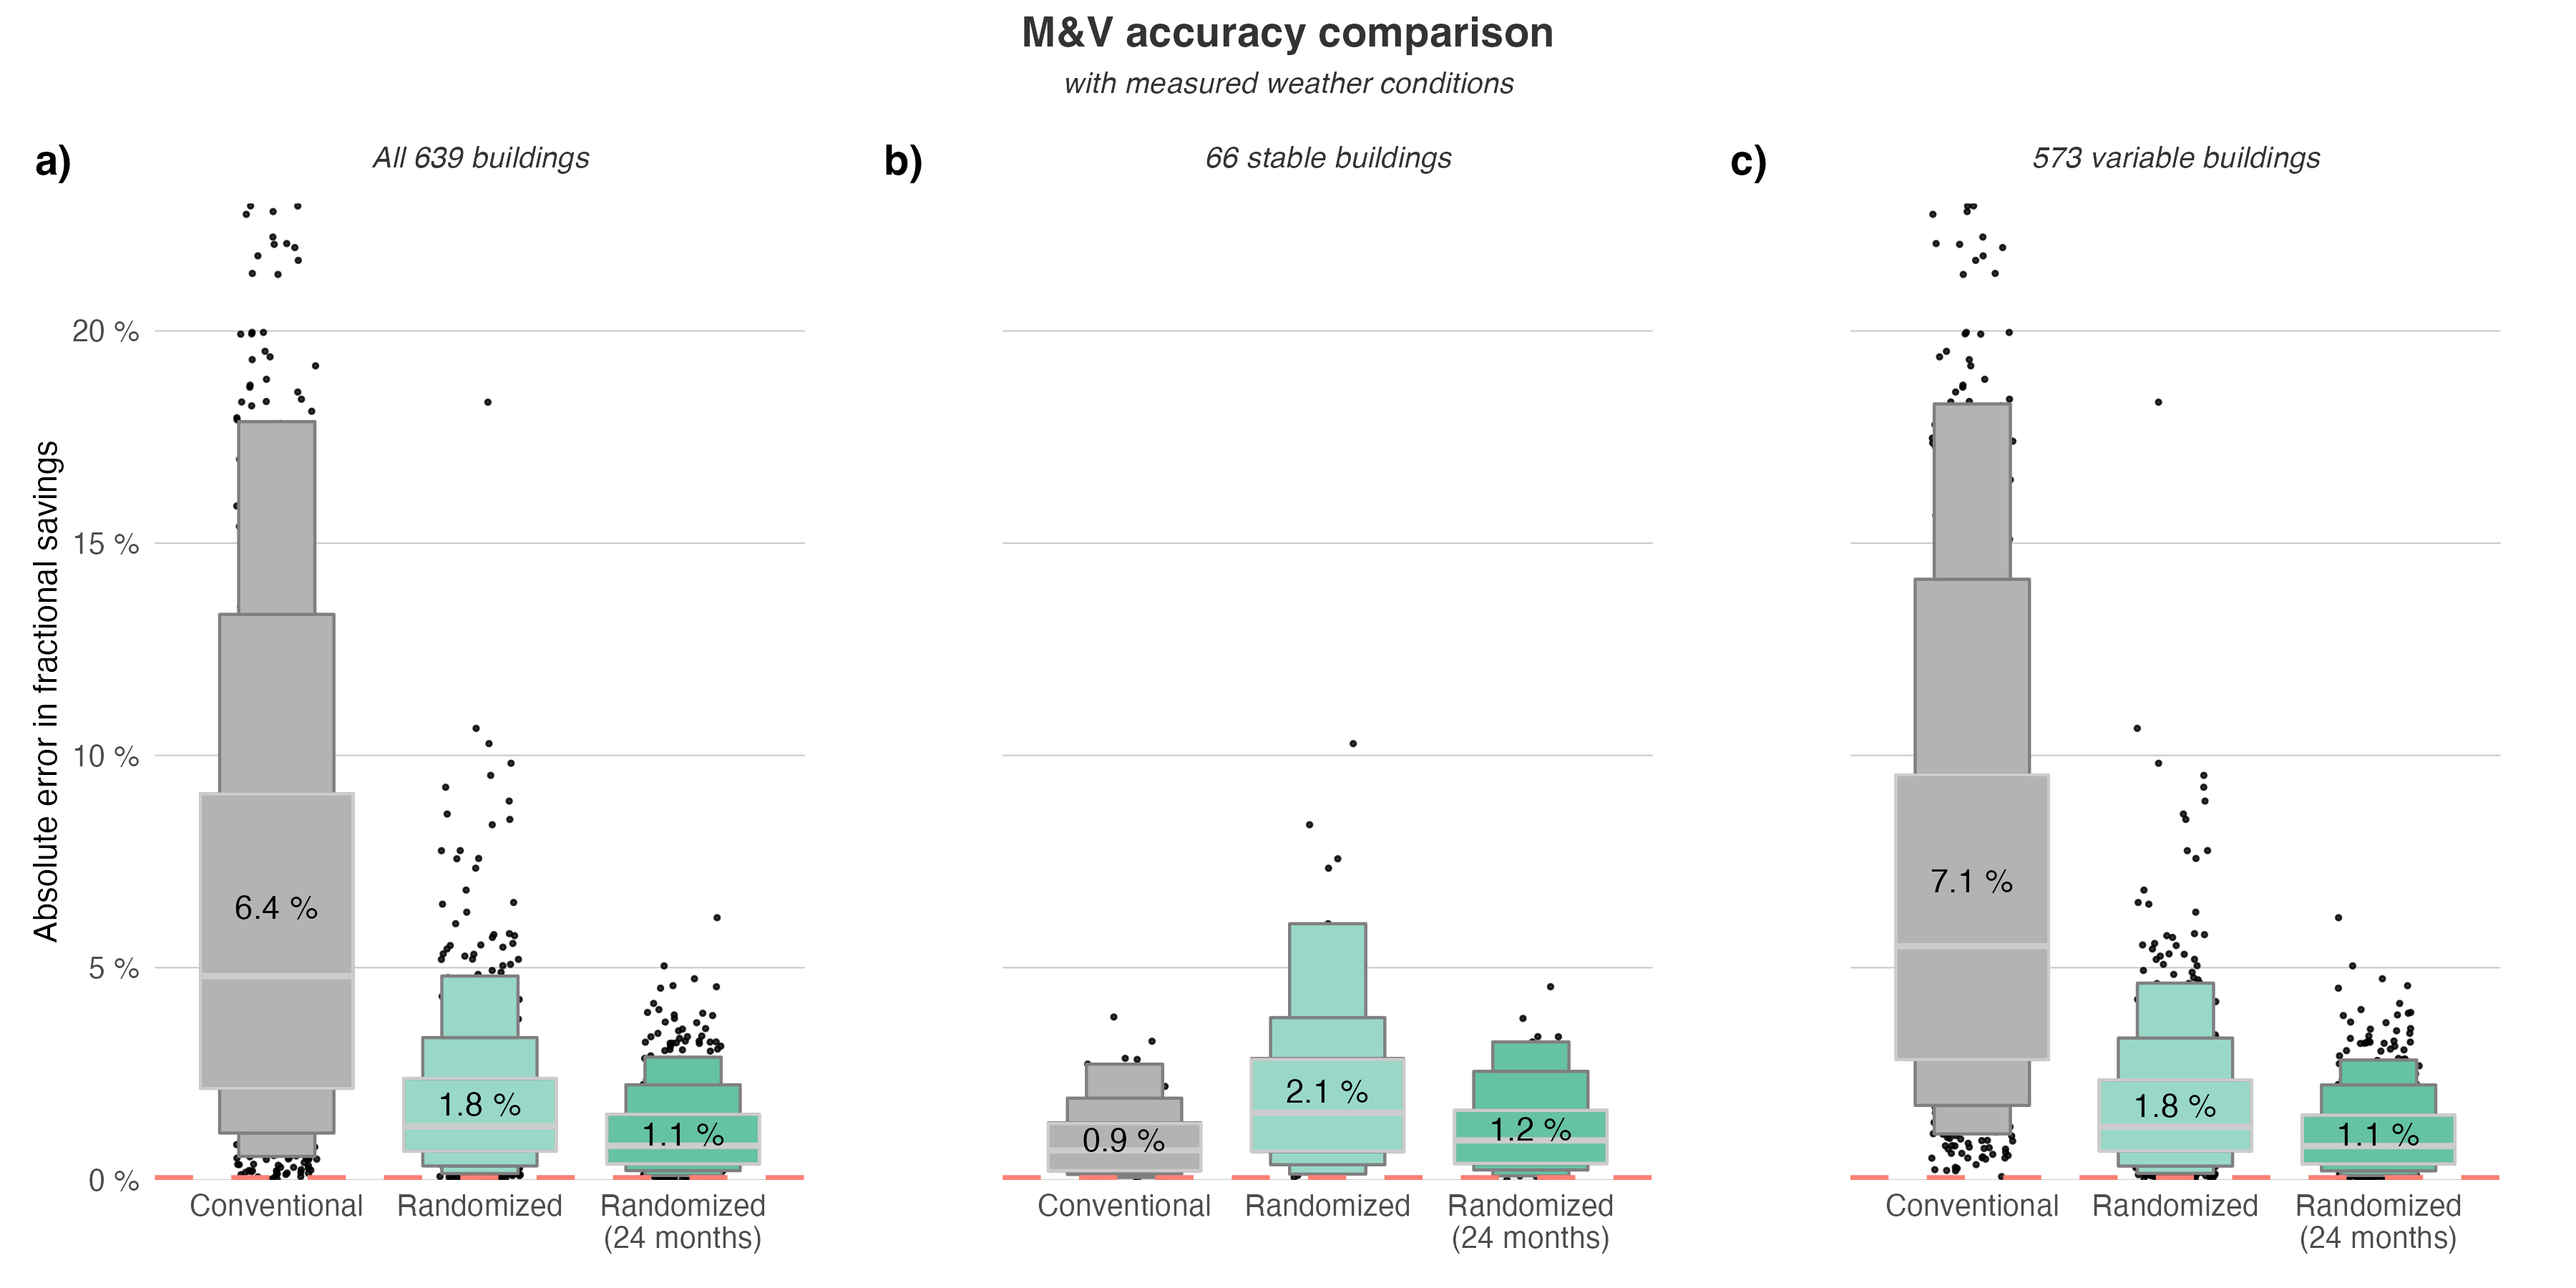 M&V accuracy comparison
with measured weather conditions
a)
All 639 buildings
b)
66 stable buildings
c)
573 variable buildings
Absolute error in fractional savings
20 %
15 %
10 %
5 %
0 %
6.4 %
1.8 %
1.1 %
0.9 %
2.1 %
1.2 %
7.1 %
1.8 %
1.1 %
Conventional
Randomized
Randomized
(24 months)
Conventional
Randomized
Randomized
(24 months)
Conventional
Randomized
Randomized
(24 months)